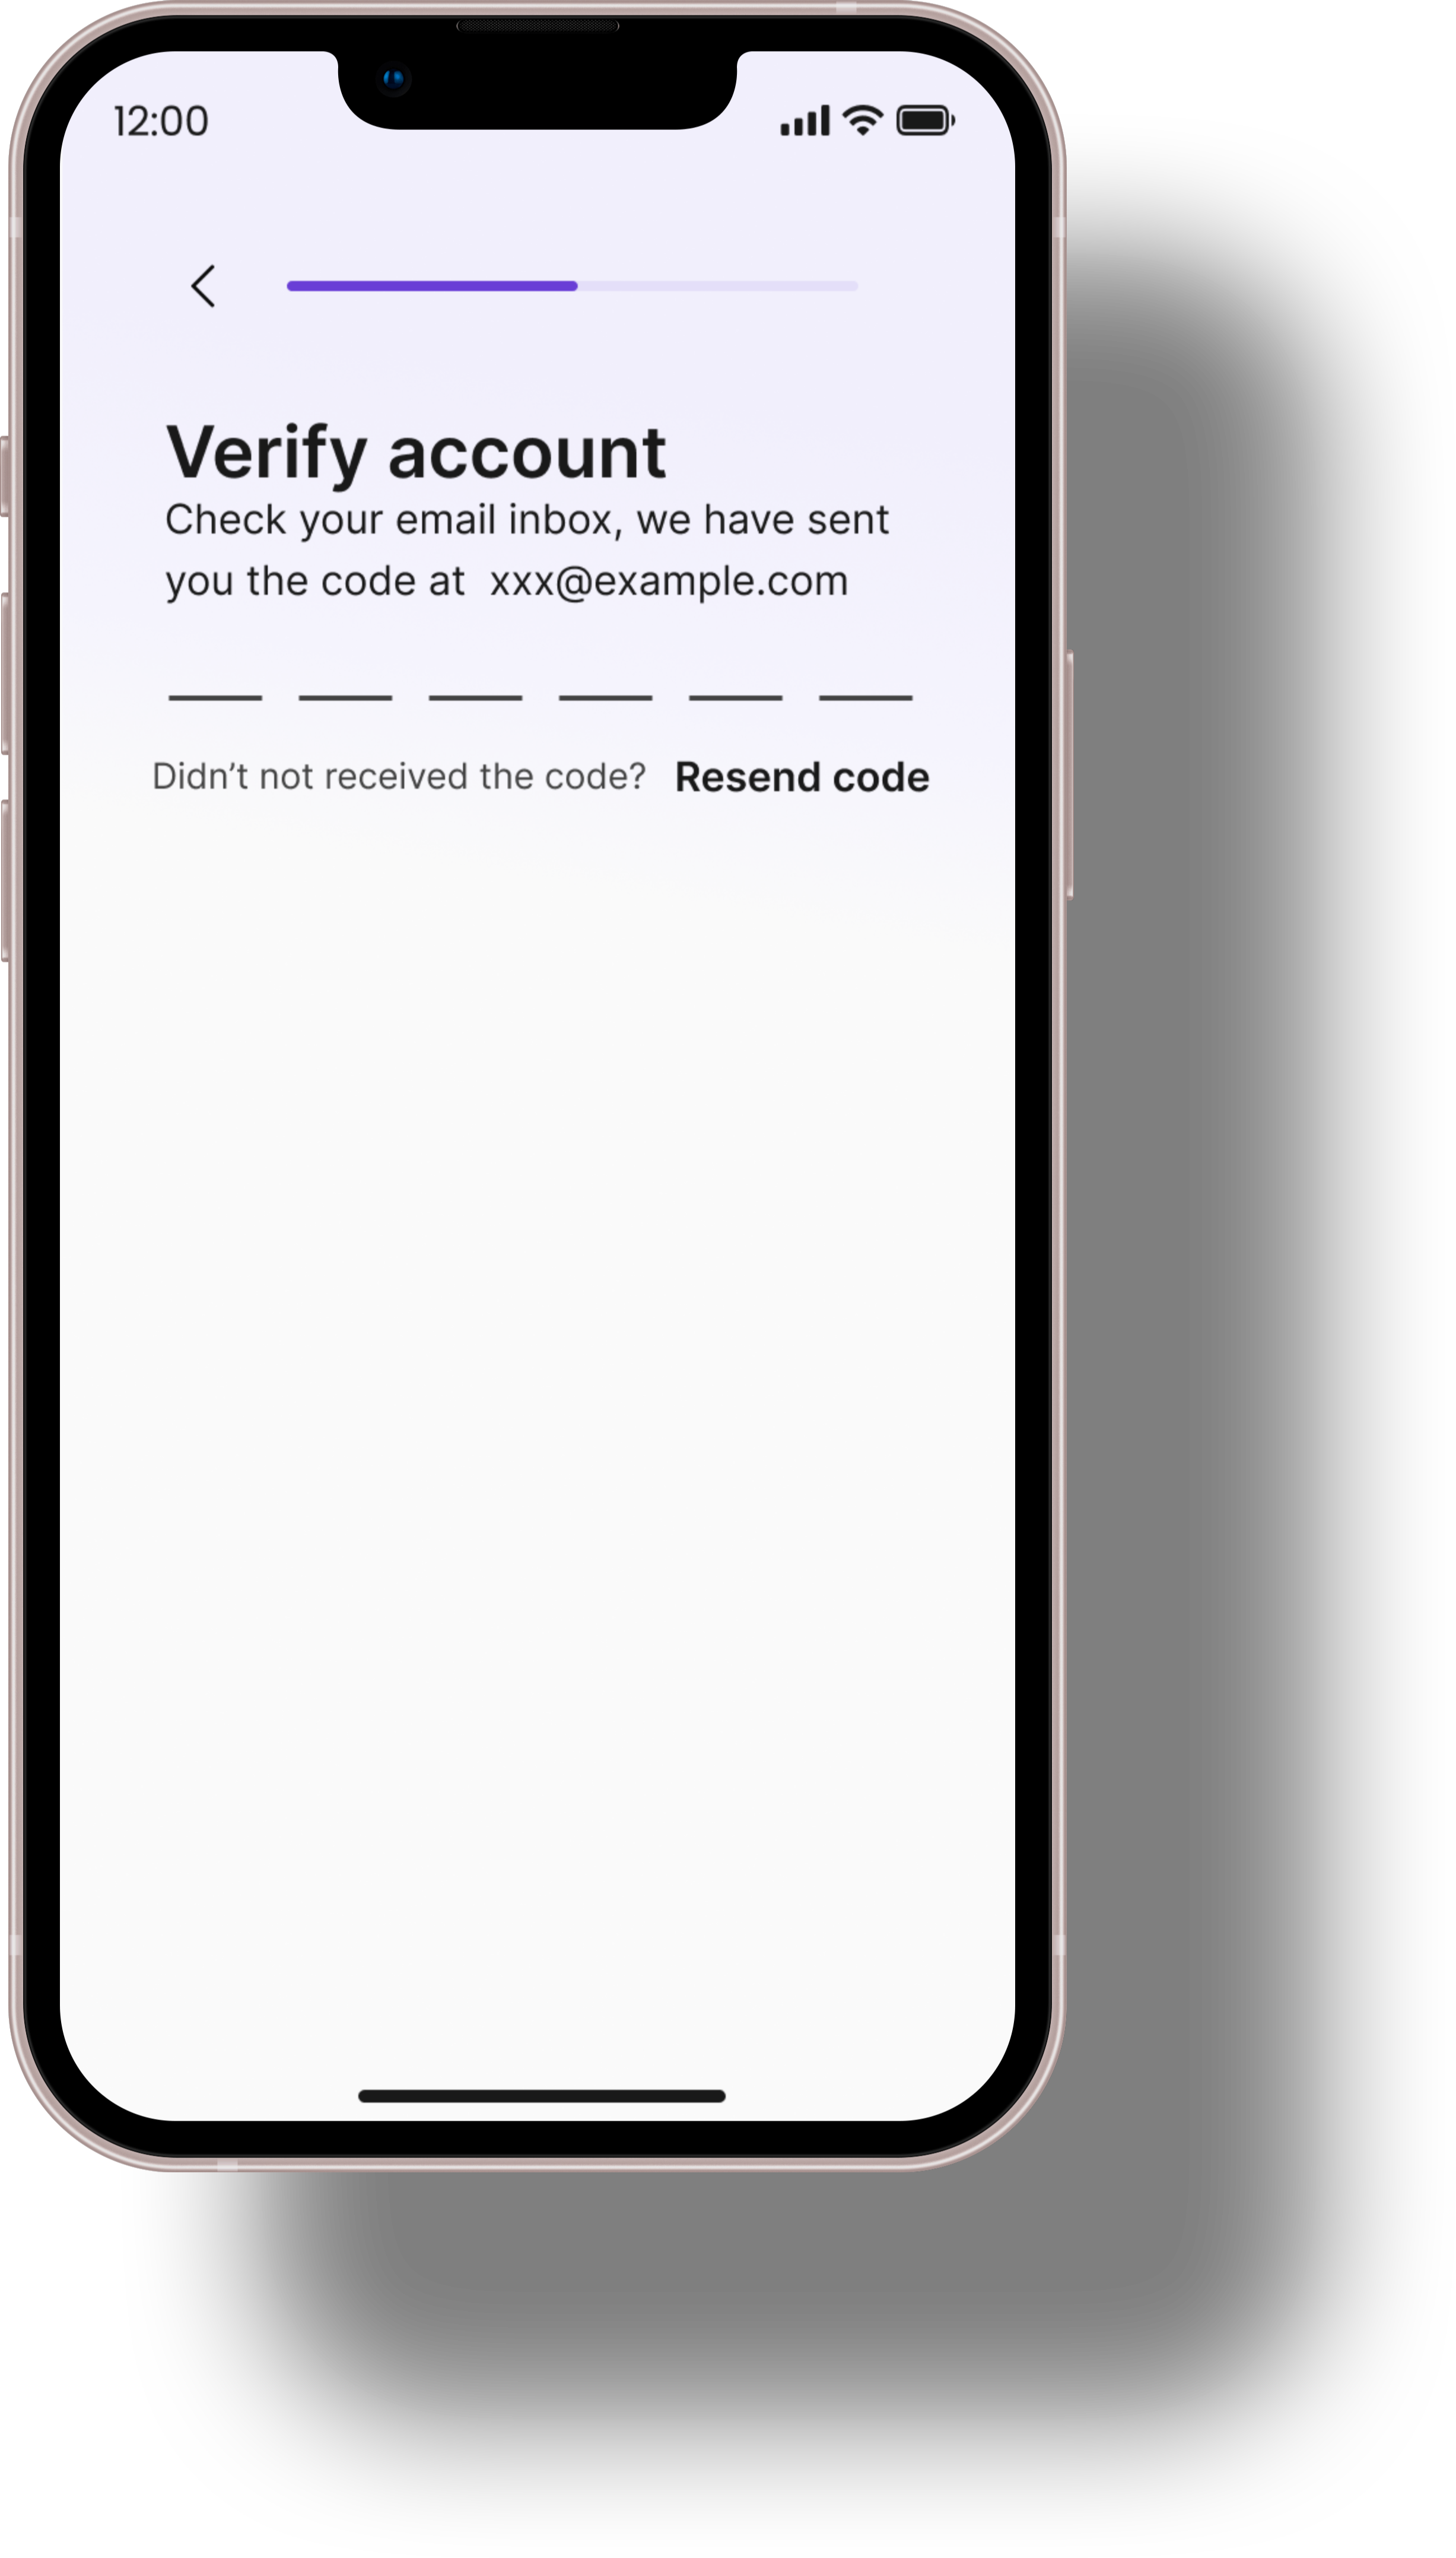 12:00
Verify account
Check your email inbox, we have sent
you the code at  xxx@example.com
Didn’t not received the code? Resend code